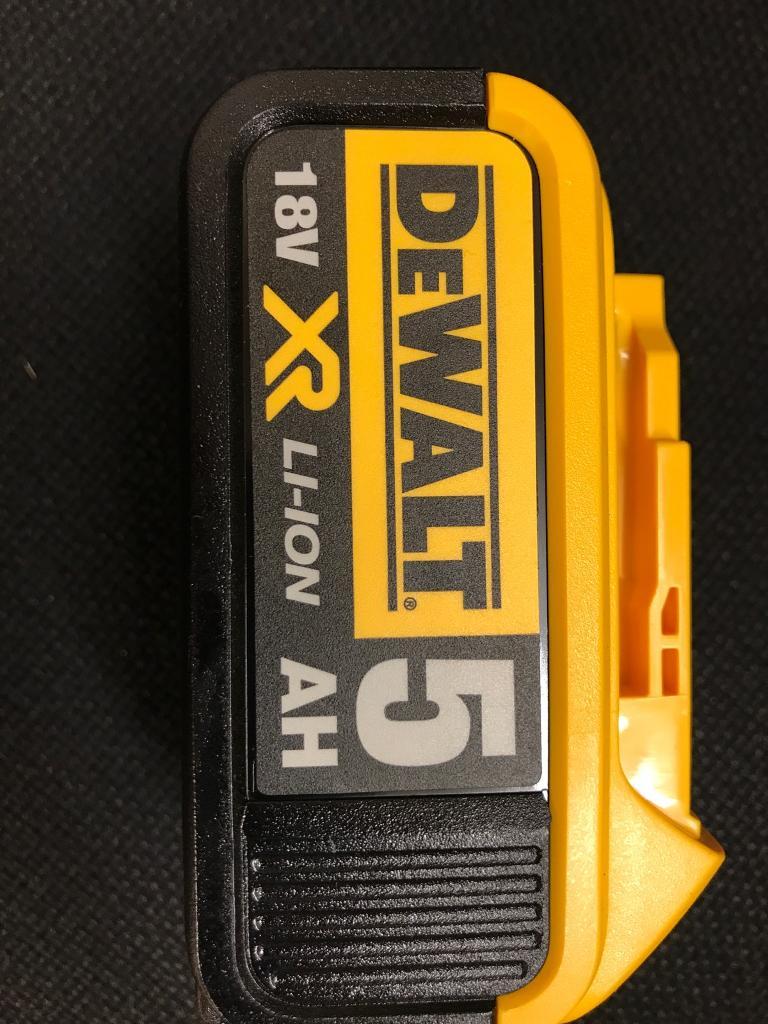 DEWALT®
5
18V XR LI-ION
AH